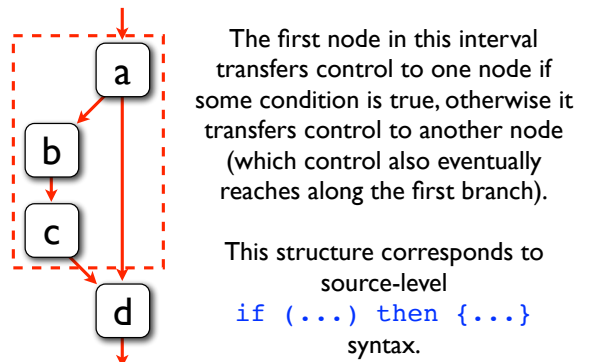 a
b
c
d
The first node in this interval
transfers control to one node if
some condition is true, otherwise it
transfers control to another node
(which control also eventually
reaches along the first branch).
This structure corresponds to
source-level
if (...) then {...}
syntax.